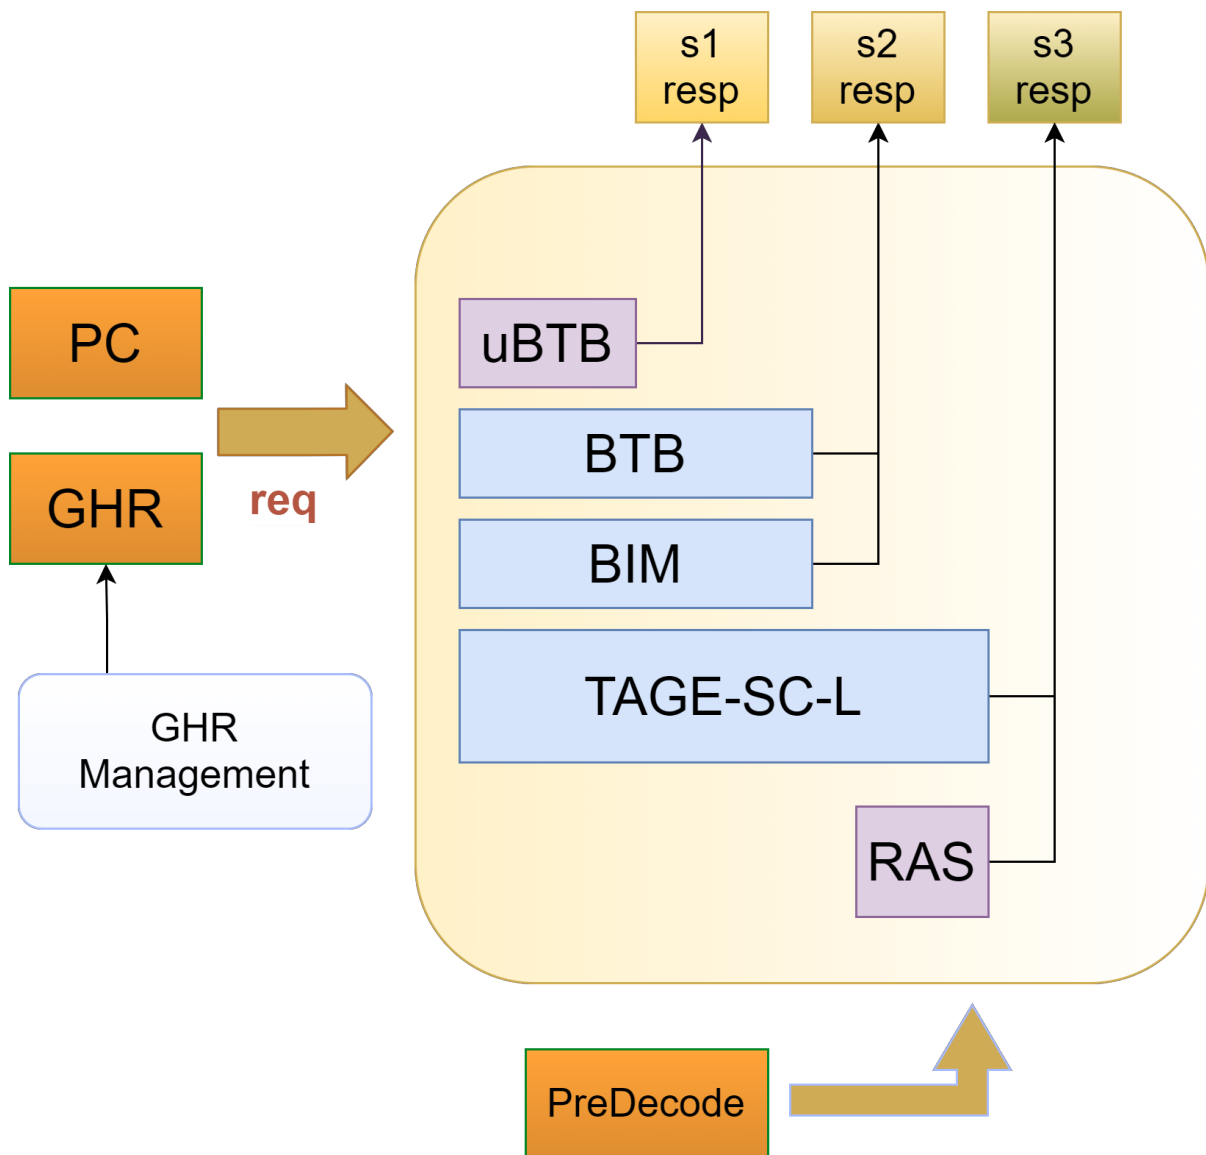 s1
resp
s2
resp
s3
resp
PC
GHR
req
GHR
Management
uBTB
BTB
BIM
TAGE-SC-L
RAS
PreDecode